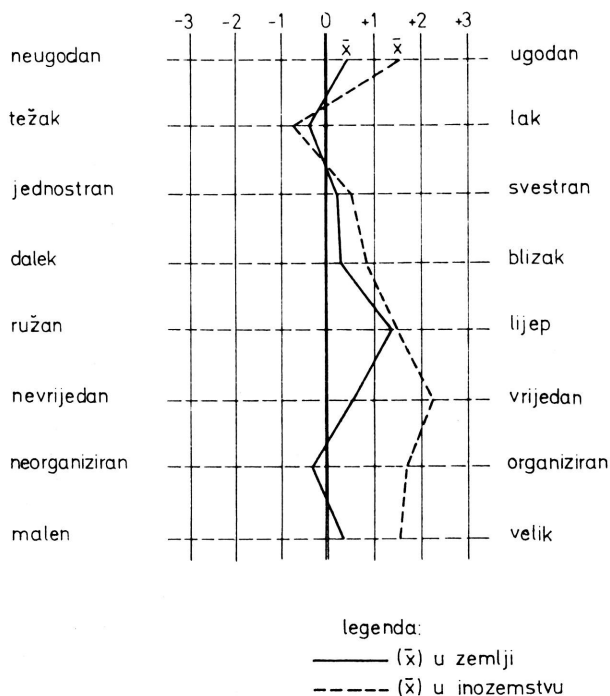 -3 -2 -1 0 +1 +2 +3
x̄ x̄
neugodan ugodan
težak lak
jednostran svestran
dalek blizak
ružan lijep
nevrijedan vrijedan
neorganiziran organiziran
malen velik
legenda:
(x̄) u zemlji
(x̄) u inozemstvu